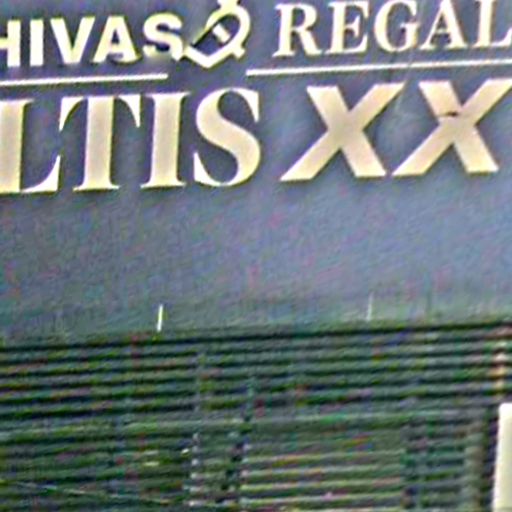 HIVAS REGAL
LTIS XX